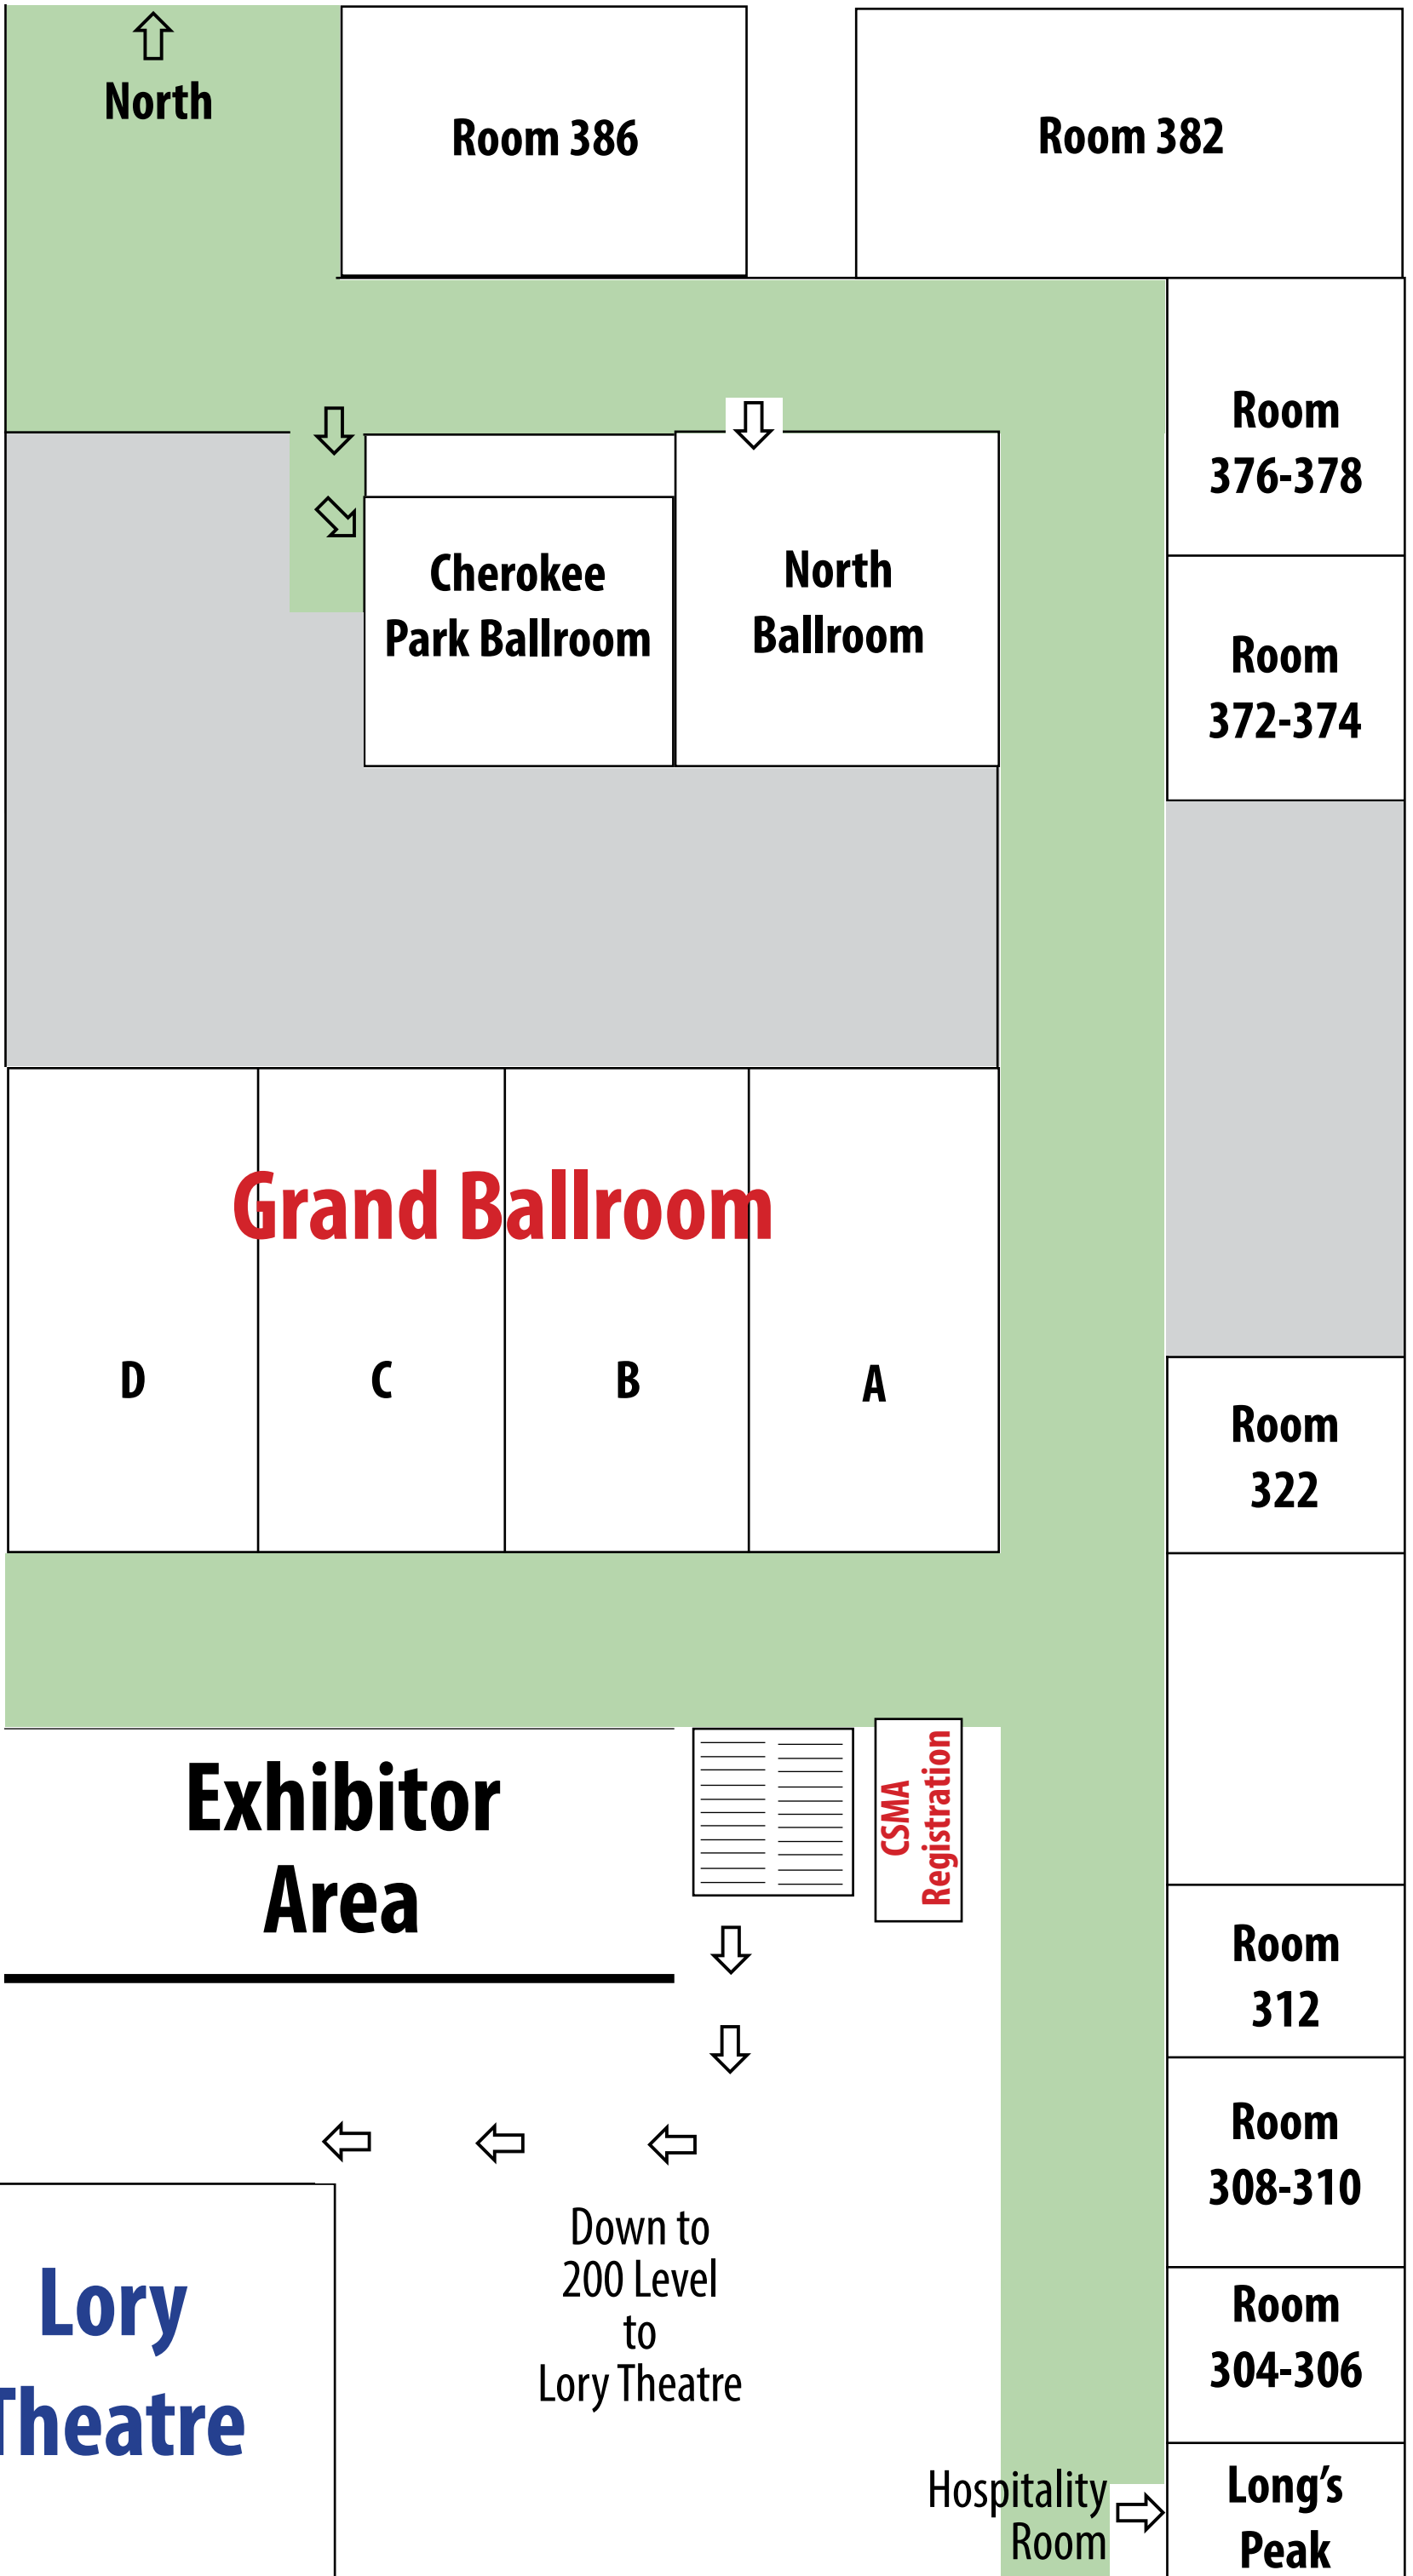 North
Room 386
Room 382
Room
376-378
Cherokee
Park Ballroom
North
Ballroom
Room
372-374
Grand Ballroom
D
C
B
A
Room
322
Exhibitor
Area
CSMA
Registration
Room
312
Room
308-310
Down to
200 Level
to
Lory Theatre
Lory
Theatre
Room
304-306
Hospitality
Room
Long's
Peak